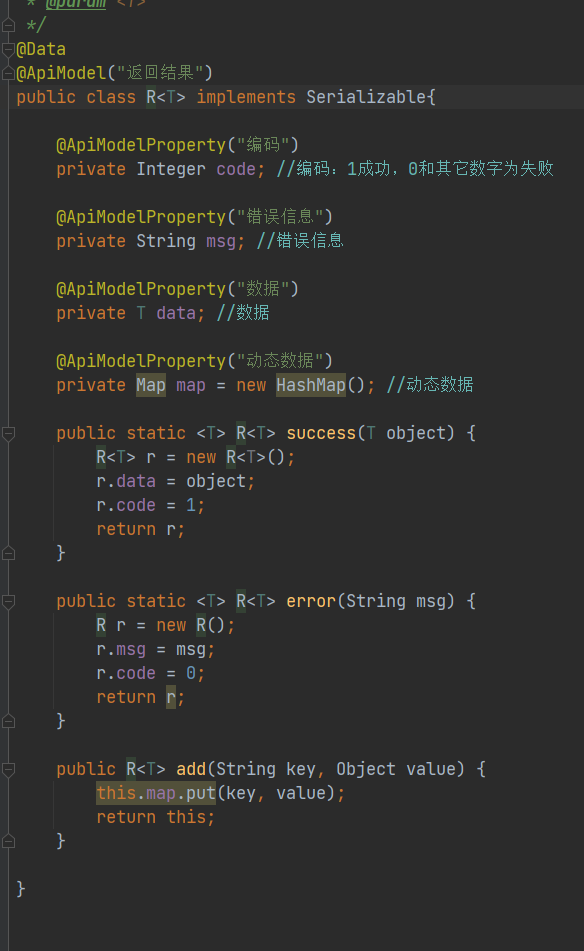 * @param <T>
*/
@Data
@ApiModel("返回结果")
public class R<T> implements Serializable{
@ApiModelProperty("编码")
private Integer code; //编码：1成功，0和其它数字为失败
@ApiModelProperty("错误信息")
private String msg; //错误信息
@ApiModelProperty("数据")
private T data; //数据
@ApiModelProperty("动态数据")
private Map map = new HashMap(); //动态数据
public static <T> R<T> success(T object) {
R<T> r = new R<T>();
r.data = object;
r.code = 1;
return r;
}
public static <T> R<T> error(String msg) {
R r = new R();
r.msg = msg;
r.code = 0;
return r;
}
public R<T> add(String key, Object value) {
this.map.put(key, value);
return this;
}
}